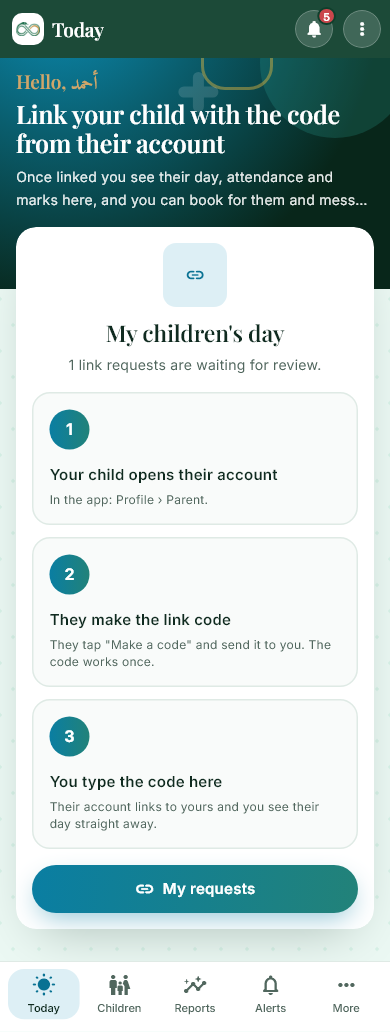 Today
5
Hello, أحمد
Link your child with the code
from their account
Once linked you see their day, attendance and
marks here, and you can book for them and mess...
My children's day
1 link requests are waiting for review.
1
Your child opens their account
In the app: Profile › Parent.
2
They make the link code
They tap "Make a code" and send it to you. The
code works once.
3
You type the code here
Their account links to yours and you see their
day straight away.
My requests
Today
Children
Reports
Alerts
More